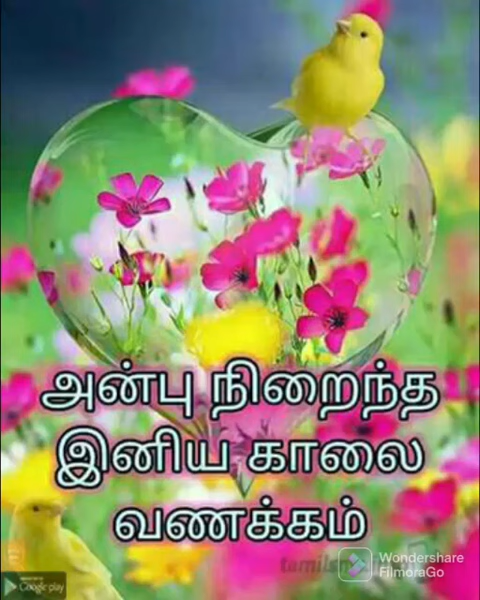 அன்பு நிறைந்த
இனிய காலை
வணக்கம்
Wondershare
FilmoraGo
Google play